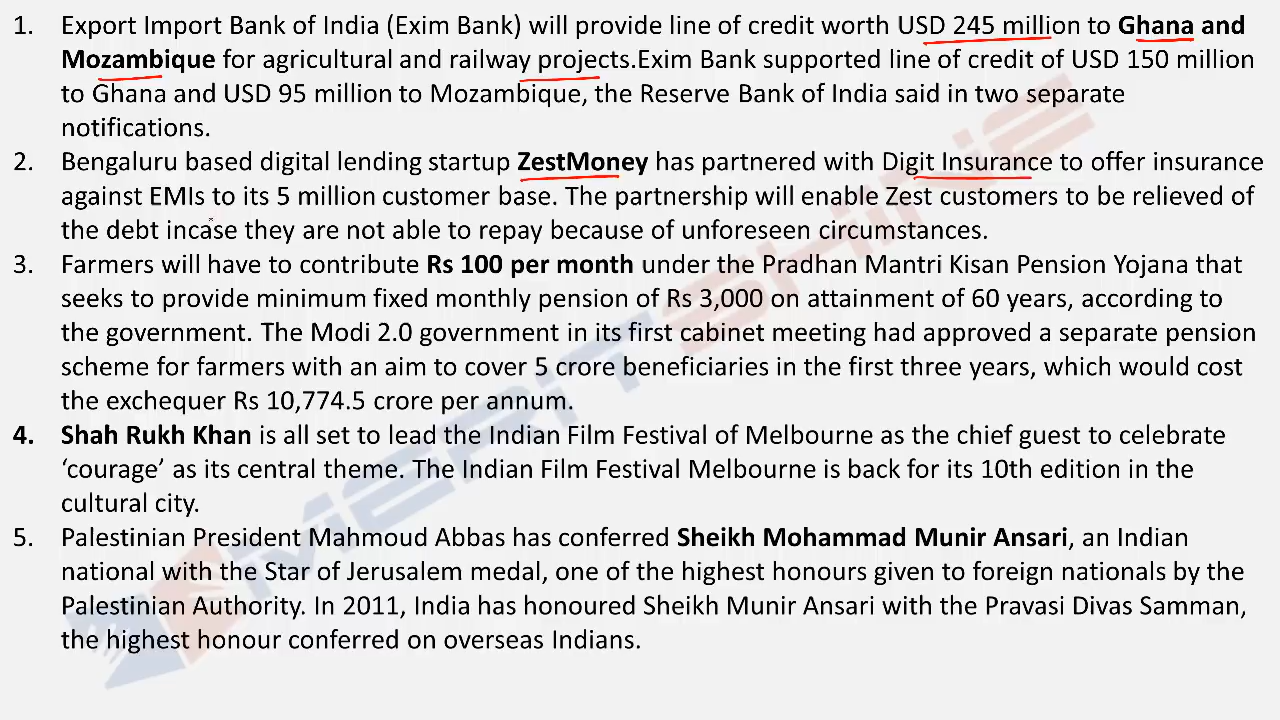 1. Export Import Bank of India (Exim Bank) will provide line of credit worth USD 245 million to Ghana and
Mozambique for agricultural and railway projects.Exim Bank supported line of credit of USD 150 million
to Ghana and USD 95 million to Mozambique, the Reserve Bank of India said in two separate
notifications.
2. Bengaluru based digital lending startup ZestMoney has partnered with Digit Insurance to offer insurance
against EMIs to its 5 million customer base. The partnership will enable Zest customers to be relieved of
the debt incase they are not able to repay because of unforeseen circumstances.
3. Farmers will have to contribute Rs 100 per month under the Pradhan Mantri Kisan Pension Yojana that
seeks to provide minimum fixed monthly pension of Rs 3,000 on attainment of 60 years, according to
the government. The Modi 2.0 government in its first cabinet meeting had approved a separate pension
scheme for farmers with an aim to cover 5 crore beneficiaries in the first three years, which would cost
the exchequer Rs 10,774.5 crore per annum.
4. Shah Rukh Khan is all set to lead the Indian Film Festival of Melbourne as the chief guest to celebrate
‘courage’ as its central theme. The Indian Film Festival Melbourne is back for its 10th edition in the
cultural city.
5. Palestinian President Mahmoud Abbas has conferred Sheikh Mohammad Munir Ansari, an Indian
national with the Star of Jerusalem medal, one of the highest honours given to foreign nationals by the
Palestinian Authority. In 2011, India has honoured Sheikh Munir Ansari with the Pravasi Divas Samman,
the highest honour conferred on overseas Indians.
MERITSHINE